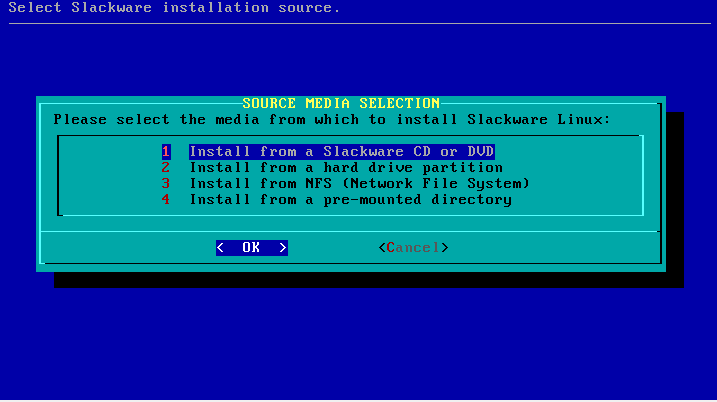 Select Slackware installation source.
SOURCE MEDIA SELECTION
Please select the media from which to install Slackware Linux:
1 Install from a Slackware CD or DVD
2 Install from a hard drive partition
3 Install from NFS (Network File System)
4 Install from a pre-mounted directory
< OK > <Cancel>